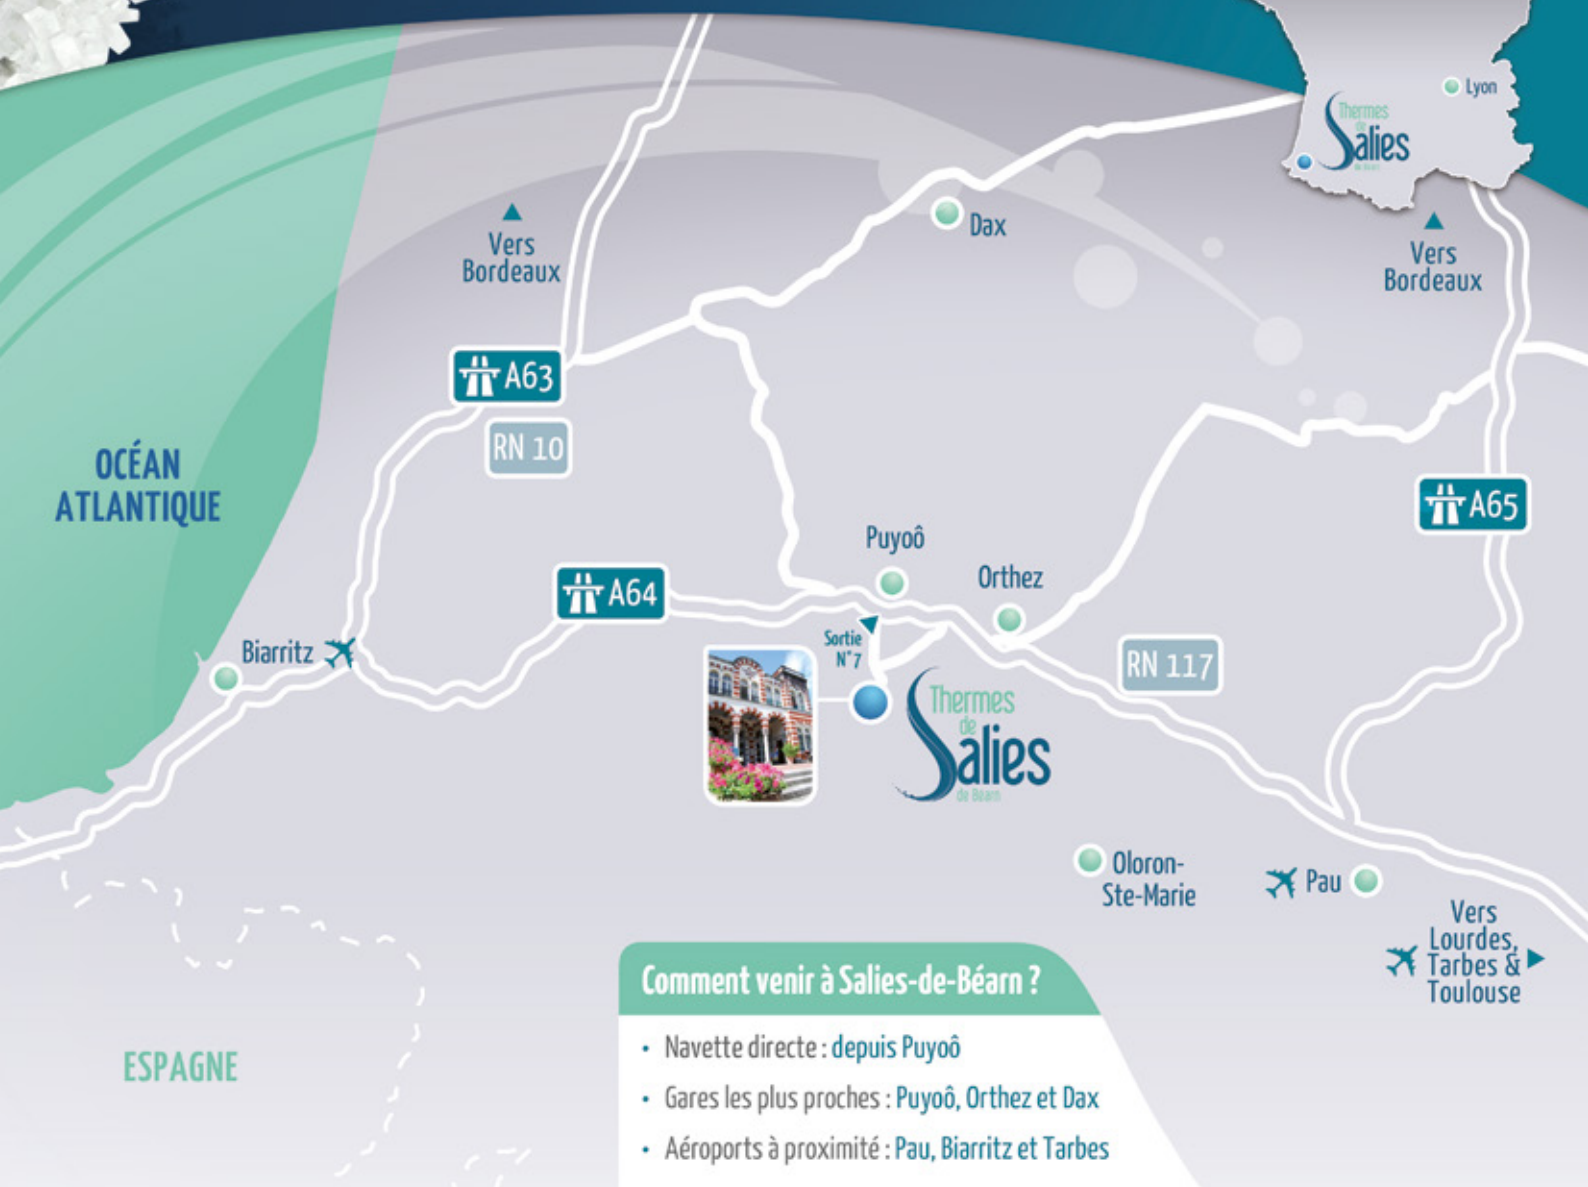 Lyon
Thermes
de
Salies
de Béarn
Dax
Vers
Bordeaux
Vers
Bordeaux
A63
RN 10
OCÉAN
ATLANTIQUE
A65
Puyoô
Orthez
A64
Sortie
N°7
Biarritz
RN 117
Thermes
de
Salies
de Béarn
Oloron-
Ste-Marie
Pau
Vers
Lourdes,
Tarbes &
Toulouse
ESPAGNE
Comment venir à Salies-de-Béarn ?
• Navette directe : depuis Puyoô
• Gares les plus proches : Puyoô, Orthez et Dax
• Aéroports à proximité : Pau, Biarritz et Tarbes